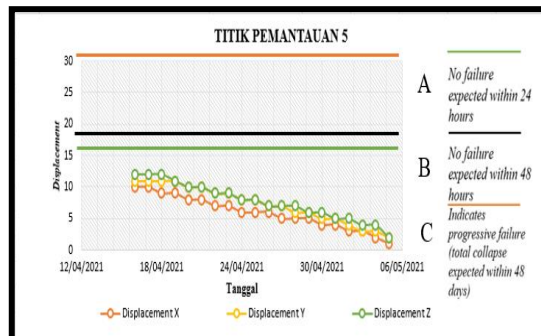 TITIK PEMANTAUAN 5
30
25
20
15
10
5
0
Displacement
12/04/2021
18/04/2021
24/04/2021
30/04/2021
06/05/2021
Tanggal
Displacement X
Displacement Y
Displacement Z
A
No failure
expected within 24
hours
B
No failure
expected within 48
hours
C
Indicates
progressive failure
(total collapse
expected within 48
days)